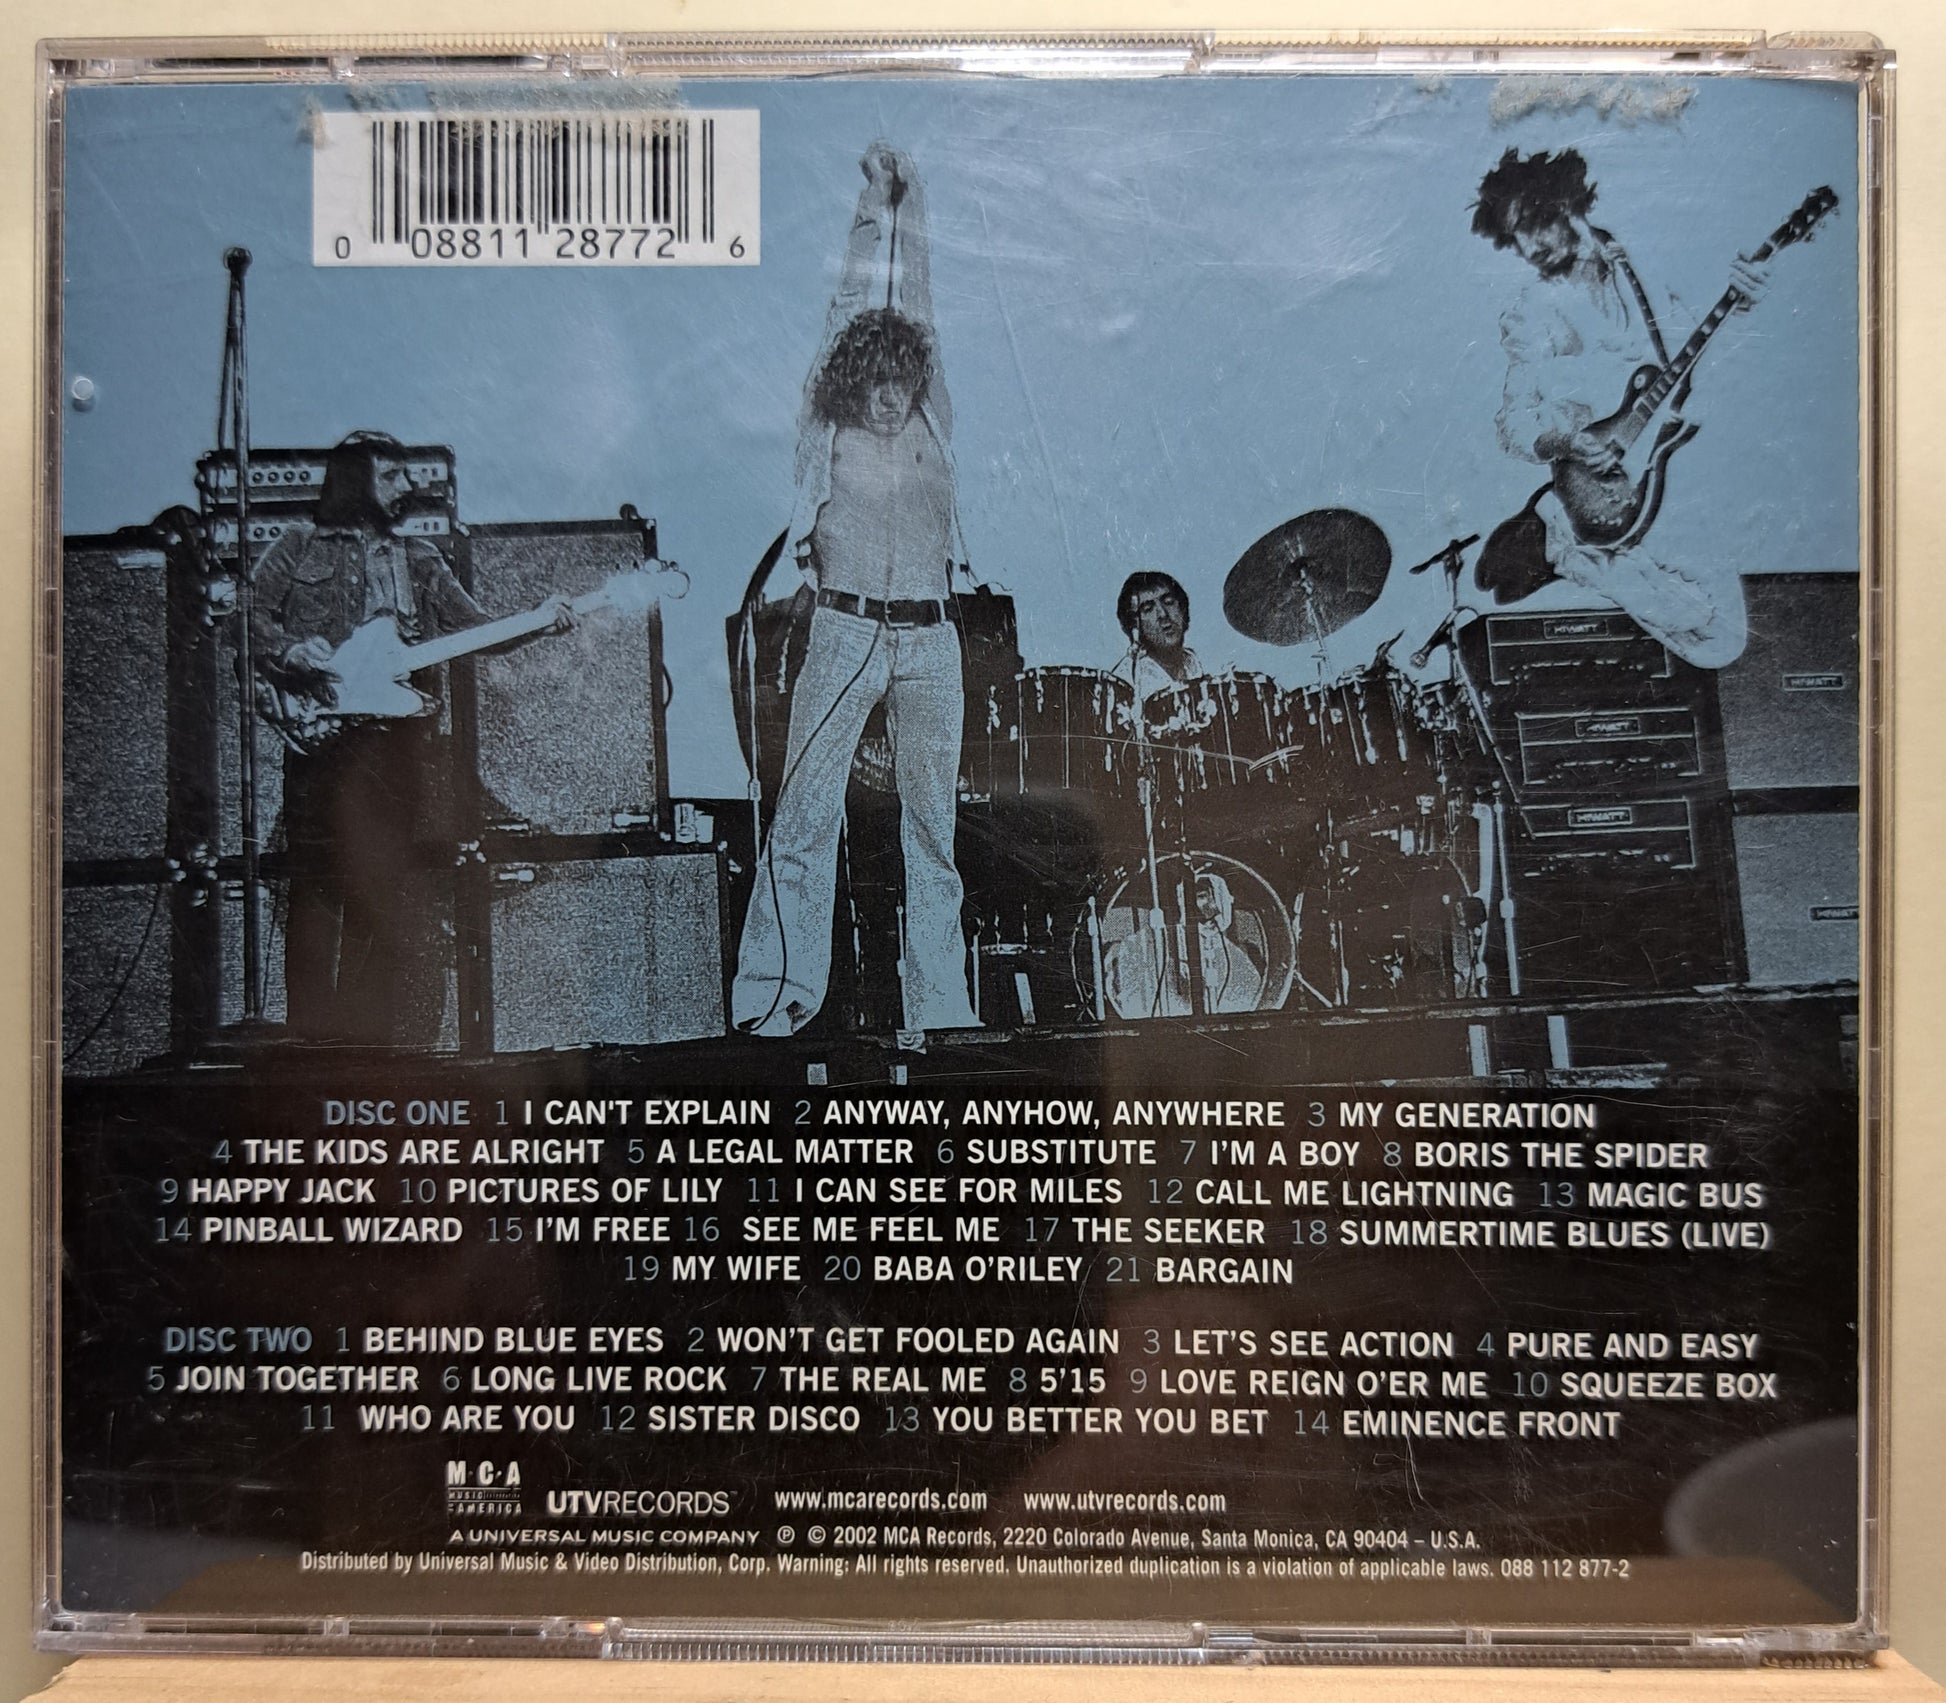 0 08811 28772 6
HIWATT
HIWATT
HIWATT
HIWATT
HIWATT
DISC ONE 1 I CAN'T EXPLAIN 2 ANYWAY, ANYHOW, ANYWHERE 3 MY GENERATION
4 THE KIDS ARE ALRIGHT 5 A LEGAL MATTER 6 SUBSTITUTE 7 I'M A BOY 8 BORIS THE SPIDER
9 HAPPY JACK 10 PICTURES OF LILY 11 I CAN SEE FOR MILES 12 CALL ME LIGHTNING 13 MAGIC BUS
14 PINBALL WIZARD 15 I'M FREE 16 SEE ME FEEL ME 17 THE SEEKER 18 SUMMERTIME BLUES (LIVE)
19 MY WIFE 20 BABA O'RILEY 21 BARGAIN
DISC TWO 1 BEHIND BLUE EYES 2 WON'T GET FOOLED AGAIN 3 LET'S SEE ACTION 4 PURE AND EASY
5 JOIN TOGETHER 6 LONG LIVE ROCK 7 THE REAL ME 8 5'15 9 LOVE REIGN O'ER ME 10 SQUEEZE BOX
11 WHO ARE YOU 12 SISTER DISCO 13 YOU BETTER YOU BET 14 EMINENCE FRONT
M·C·A
MUSIC
AMERICA
UTVRECORDS www.mcarecords.com www.utvrecords.com
A UNIVERSAL MUSIC COMPANY ℗ © 2002 MCA Records, 2220 Colorado Avenue, Santa Monica, CA 90404 – U.S.A.
Distributed by Universal Music & Video Distribution, Corp. Warning: All rights reserved. Unauthorized duplication is a violation of applicable laws. 088 112 877-2